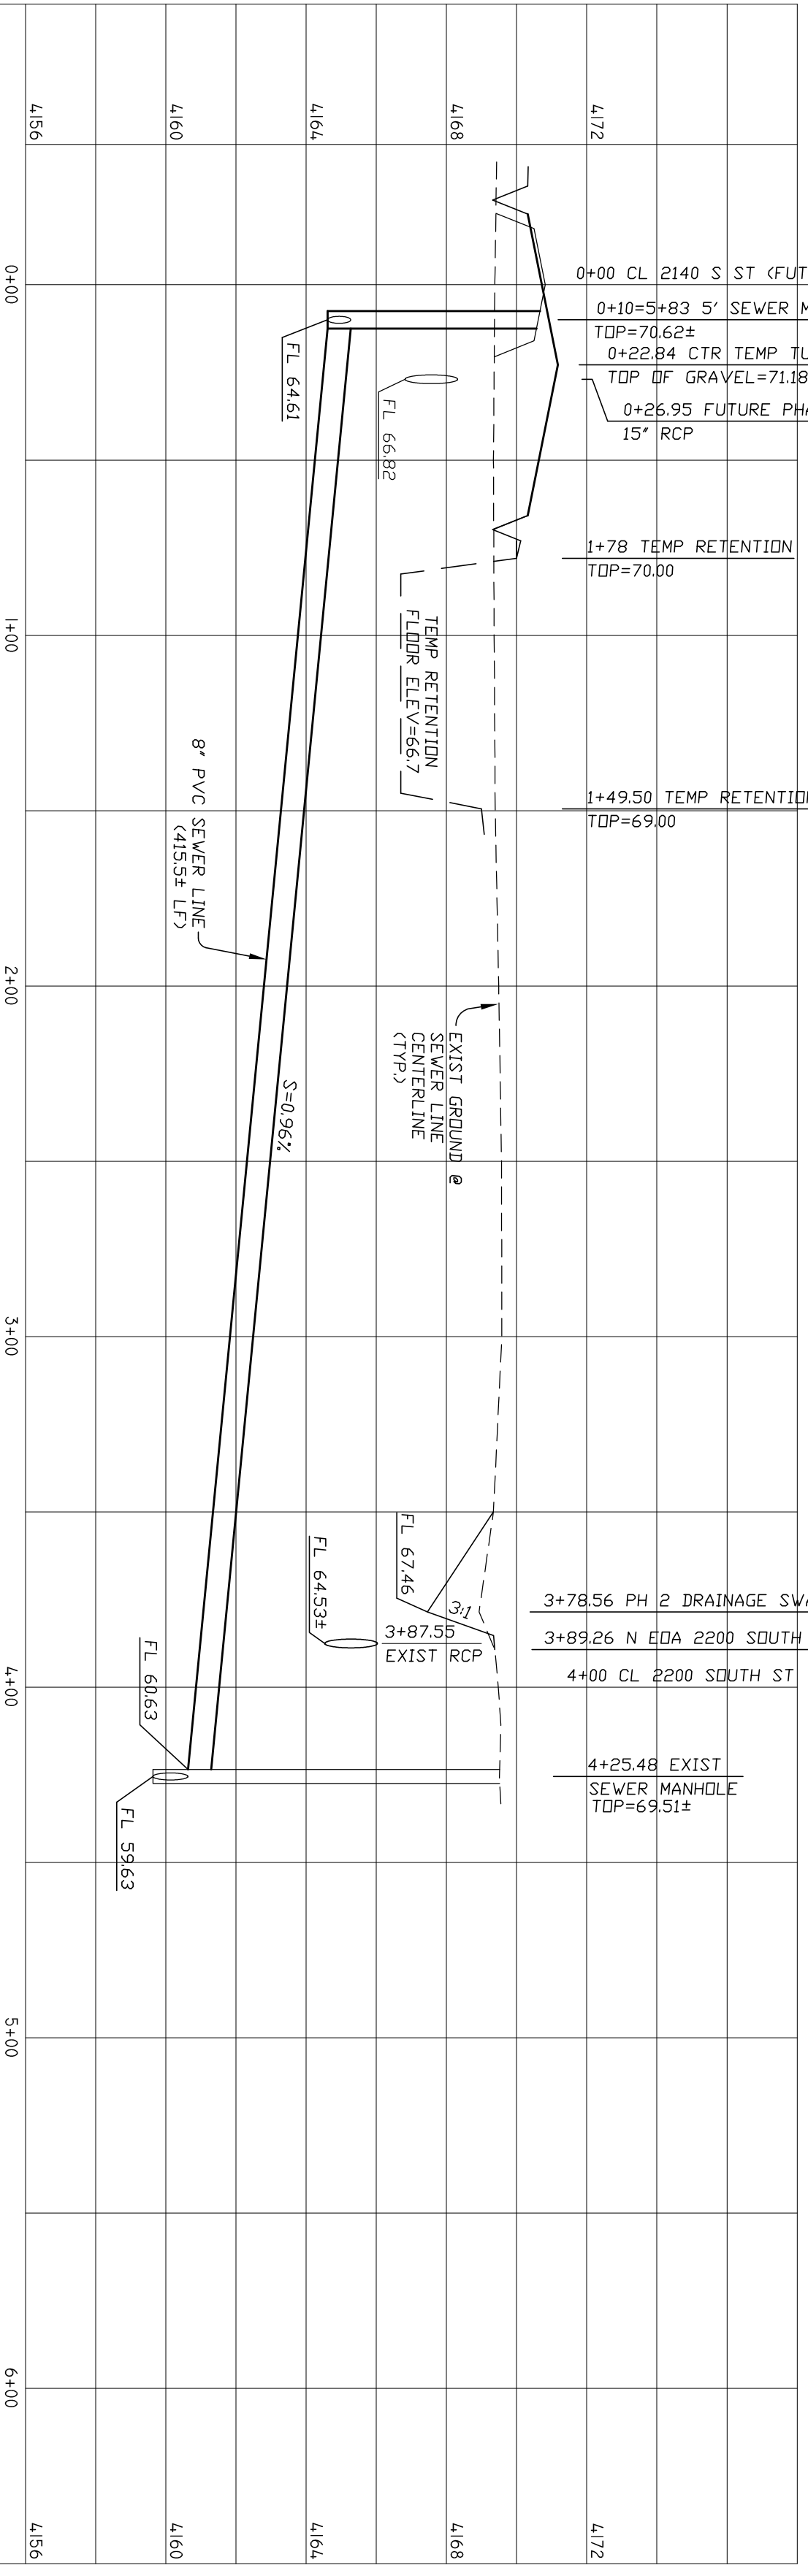 4156
4160
4164
4168
4172
0+00 CL 2140 S ST (FUT
0+10=5+83 5' SEWER M
TOP=70.62±
0+22.84 CTR TEMP TU
TOP OF GRAVEL=71.18
0+26.95 FUTURE PHA
15" RCP
1+78 TEMP RETENTION
TOP=70.00
1+49.50 TEMP RETENTIO
TOP=69.00
FL 64.61
FL 66.82
TEMP RETENTION
FLOOR ELEV=66.7
8" PVC SEWER LINE
(415.5± LF)
EXIST GROUND @
SEWER LINE
CENTERLINE
(TYP.)
S=0.96%
FL 67.46
3:1
FL 64.53±
3+87.55
EXIST RCP
3+78.56 PH 2 DRAINAGE SWA
3+89.26 N EOA 2200 SOUTH
4+00 CL 2200 SOUTH ST
FL 60.63
FL 59.63
4+25.48 EXIST
SEWER MANHOLE
TOP=69.51±
0+00
1+00
2+00
3+00
4+00
5+00
6+00
4156
4160
4164
4168
4172